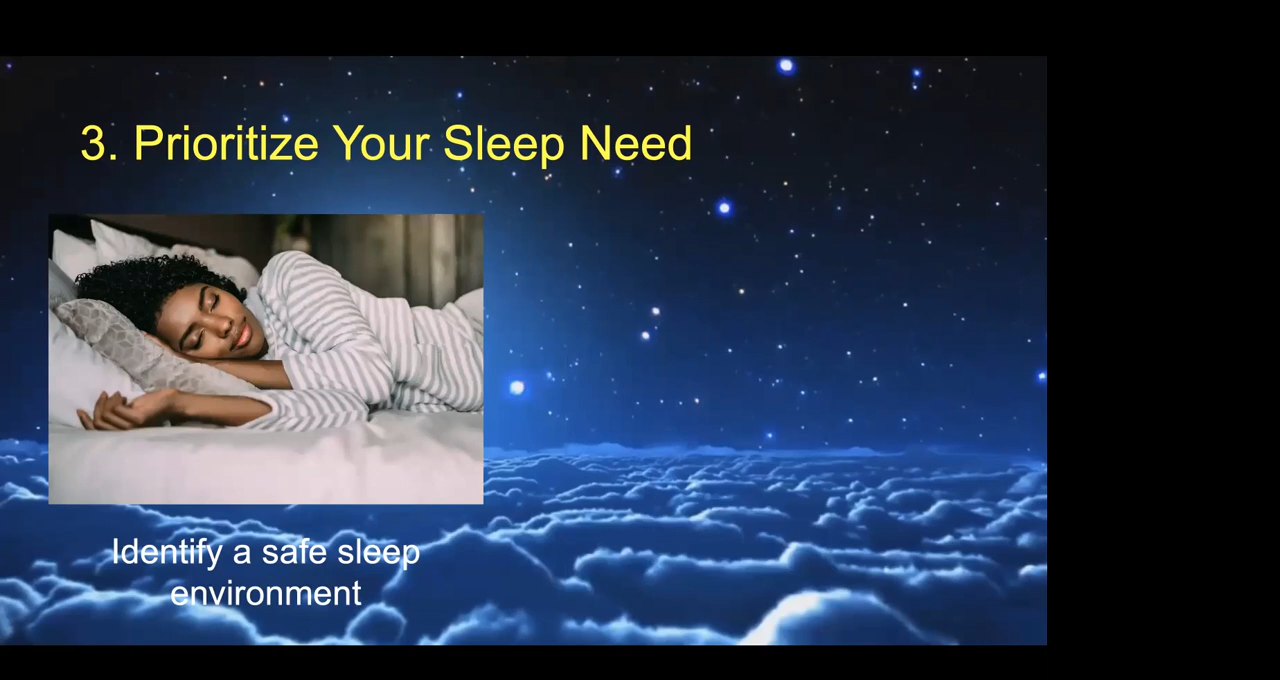 3. Prioritize Your Sleep Need
Identify a safe sleep
environment